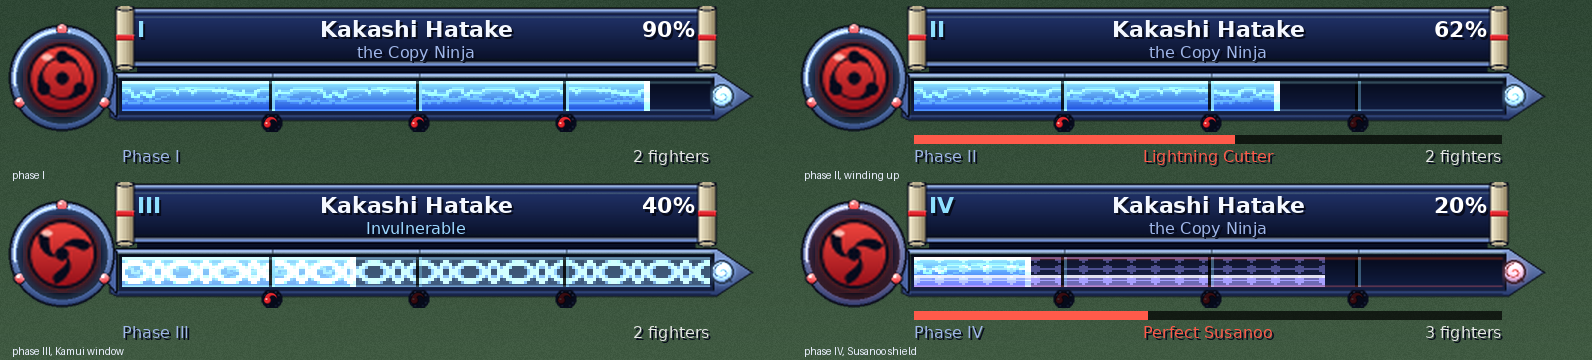 I Kakashi Hatake 90%
the Copy Ninja
Phase I 2 fighters
phase I
II Kakashi Hatake 62%
the Copy Ninja
Phase II Lightning Cutter 2 fighters
phase II, winding up
III Kakashi Hatake 40%
Invulnerable
Phase III 2 fighters
phase III, Kamui window
IV Kakashi Hatake 20%
the Copy Ninja
Phase IV Perfect Susanoo 3 fighters
phase IV, Susanoo shield